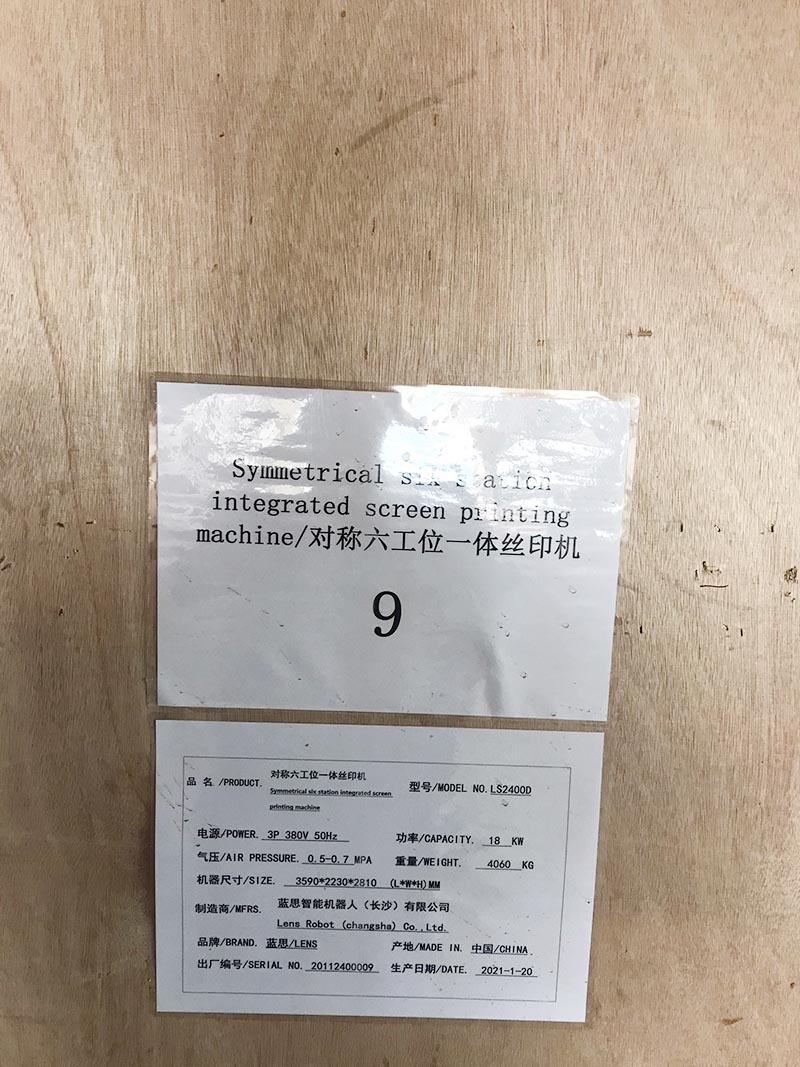 Symmetrical six station
integrated screen printing
machine/对称六工位一体丝印机
9
品 名 /PRODUCT. 对称六工位一体丝印机
Symmetrical six station integrated screen
printing machine
型号/MODEL NO. LS2400D
电源/POWER. 3P 380V 50Hz
功率/CAPACITY. 18 KW
气压/AIR PRESSURE. 0.5-0.7 MPA
重量/WEIGHT. 4060 KG
机器尺寸/SIZE. 3590*2230*2810 (L*W*H)MM
制造商/MFRS. 蓝思智能机器人（长沙）有限公司
Lens Robot (changsha) Co.,Ltd.
品牌/BRAND. 蓝思/LENS
产地/MADE IN. 中国/CHINA
出厂编号/SERIAL NO. 20112400009
生产日期/DATE. 2021-1-20